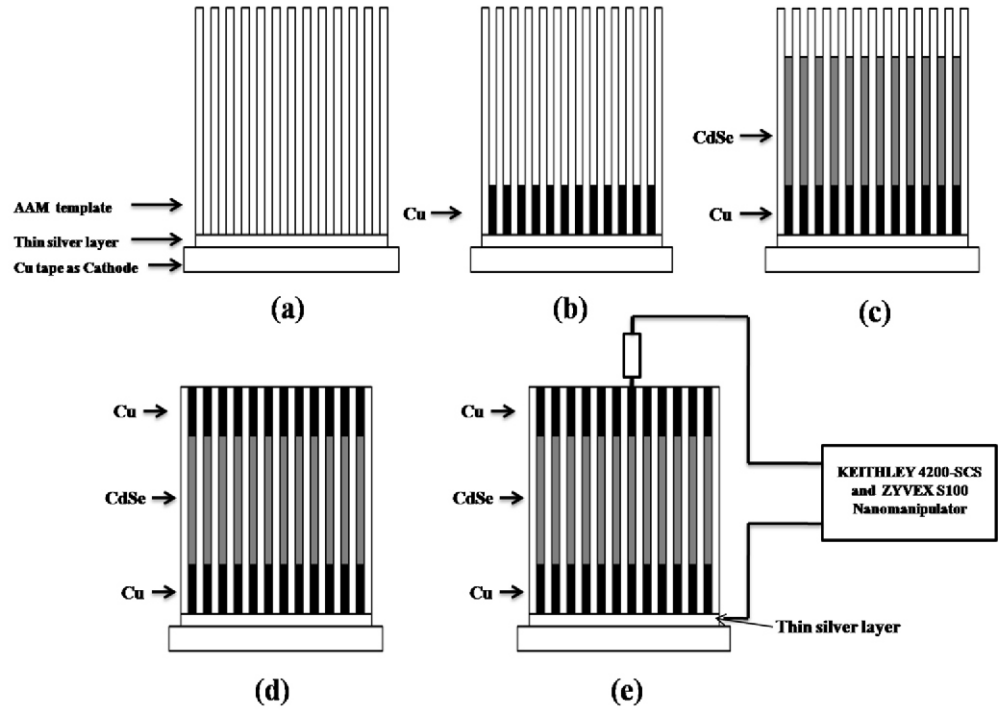 AAM template
Thin silver layer
Cu tape as Cathode
(a)
Cu
(b)
CdSe
Cu
(c)
Cu
CdSe
Cu
(d)
Cu
CdSe
Cu
(e)
KEITHLEY 4200-SCS
and ZYVEX S100
Nanomanipulator
Thin silver layer